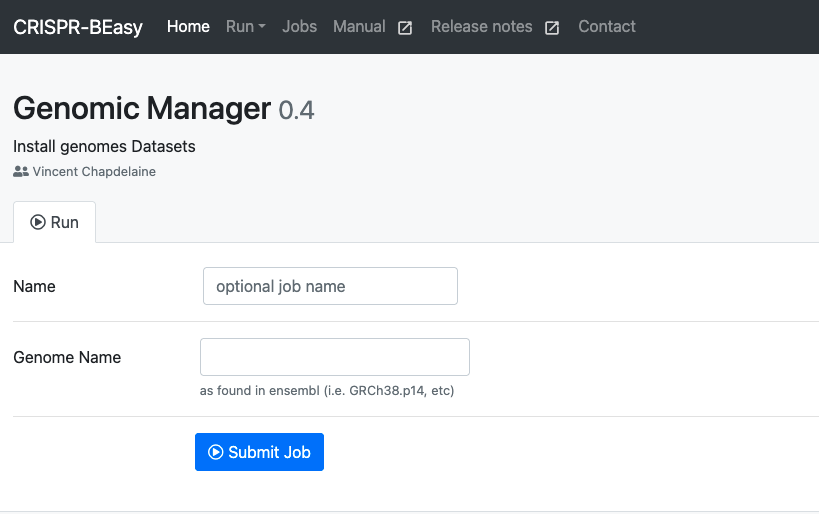 CRISPR-BEasy Home Run Jobs Manual Release notes Contact
Genomic Manager 0.4
Install genomes Datasets
Vincent Chapdelaine
Run
Name optional job name
Genome Name
as found in ensembl (i.e. GRCh38.p14, etc)
Submit Job